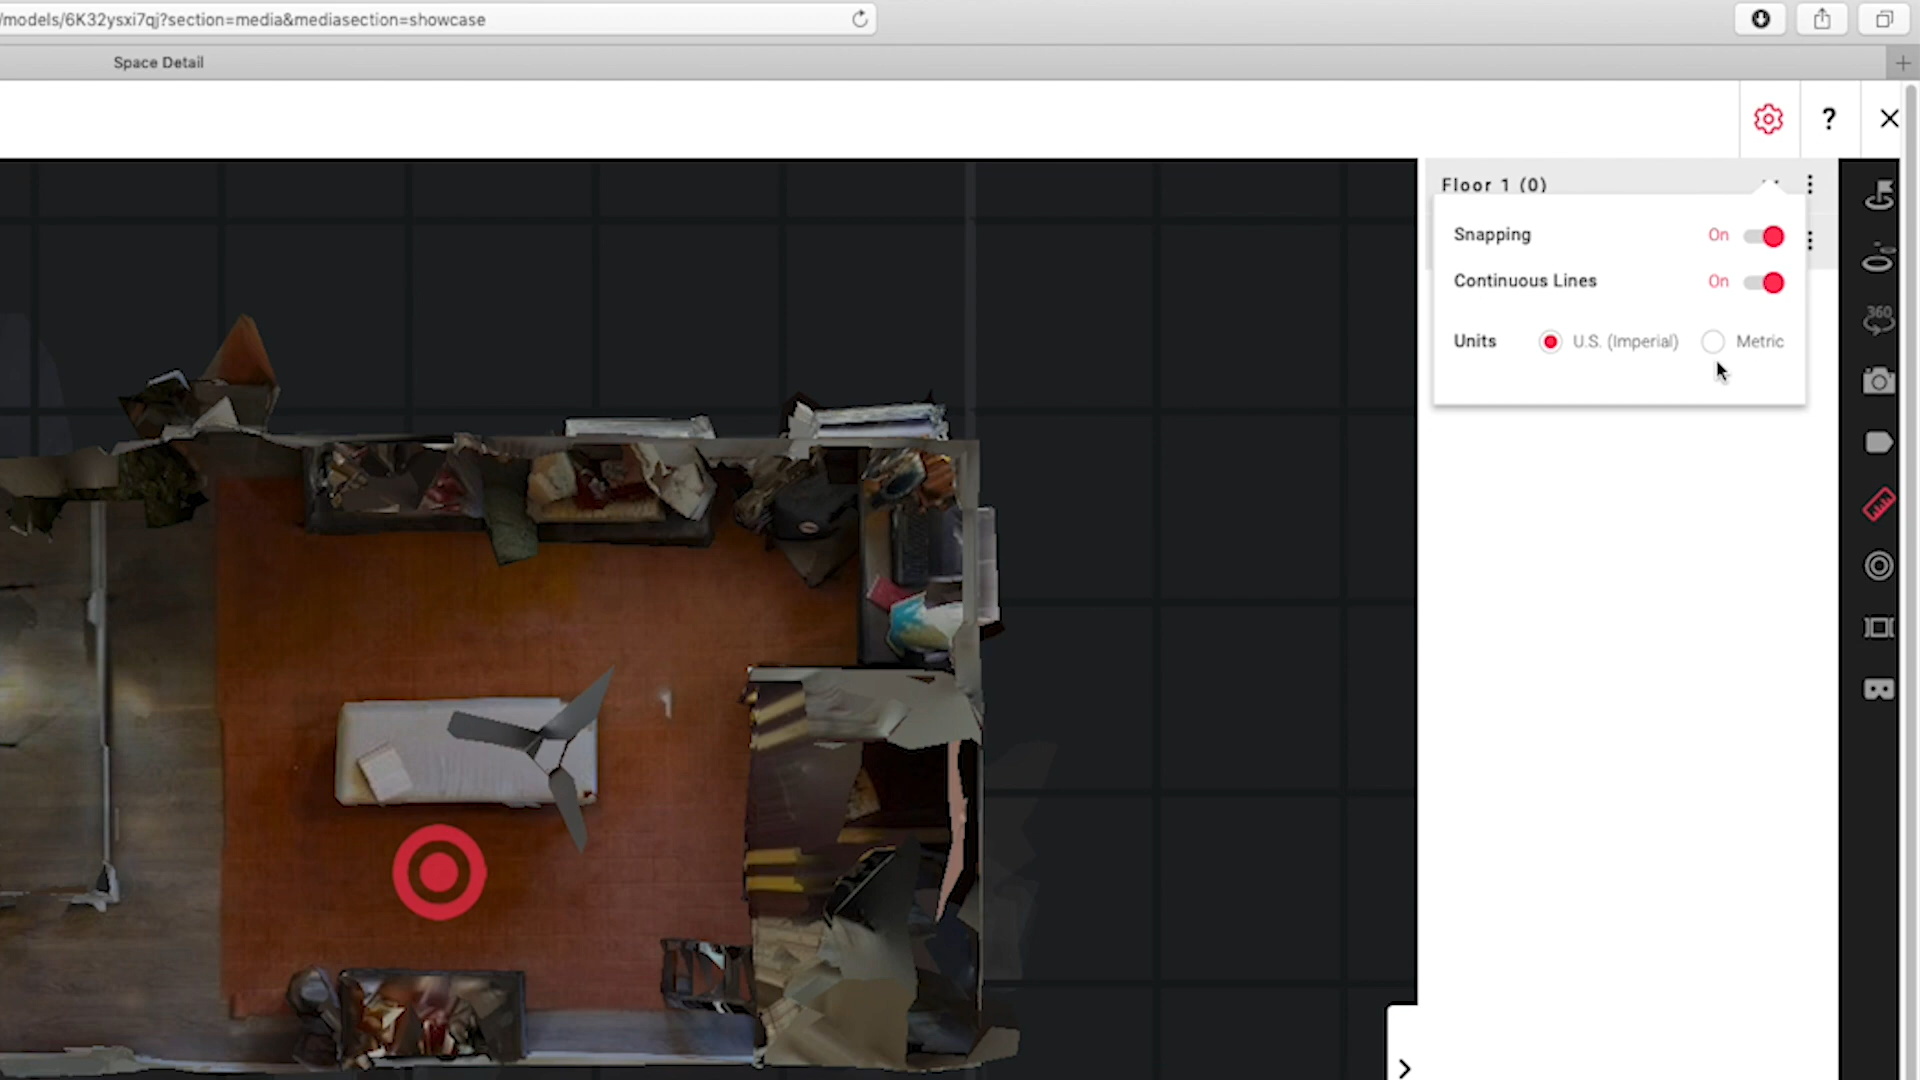 /models/6K32ysxi7qj?section=media&mediasection=showcase
Space Detail
?
Floor 1 (0)
Snapping On
Continuous Lines On
Units U.S. (Imperial) Metric
360